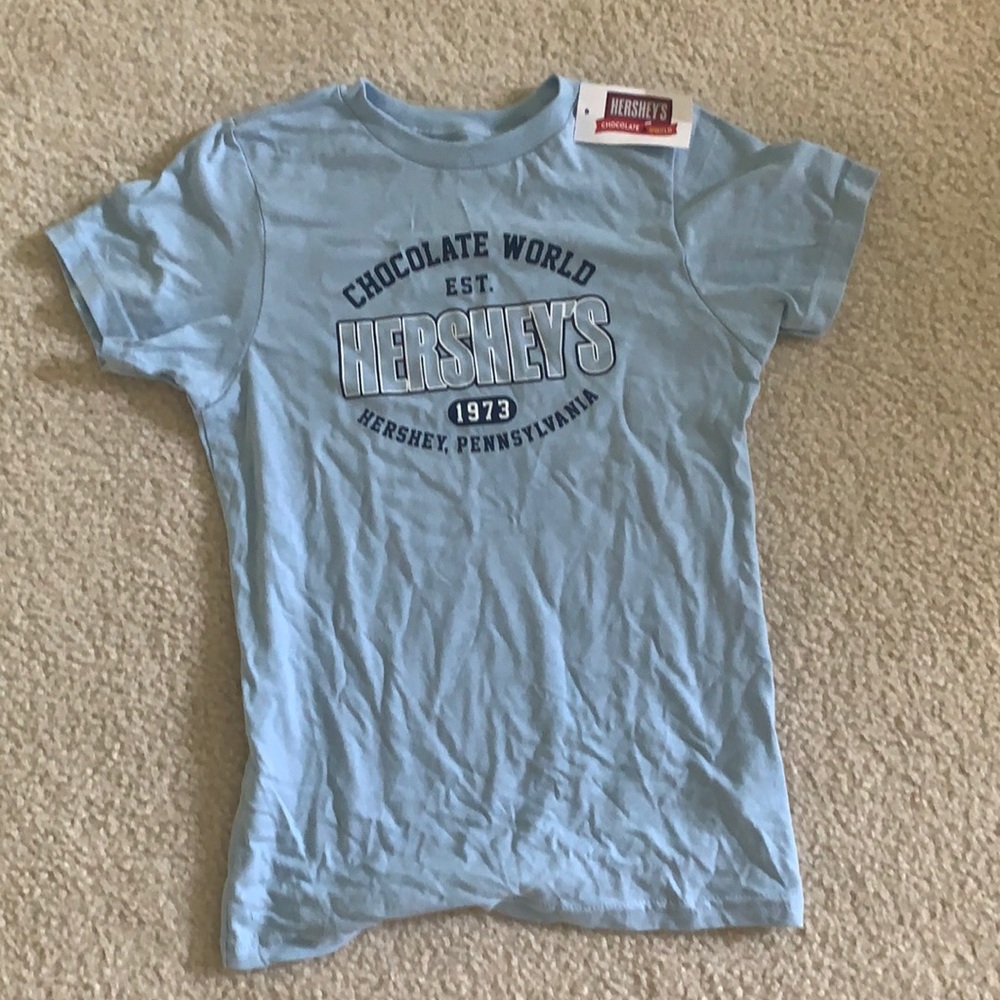 HERSHEY'S
CHOCOLATE WORLD
CHOCOLATE WORLD
EST.
HERSHEY'S
1973
HERSHEY, PENNSYLVANIA